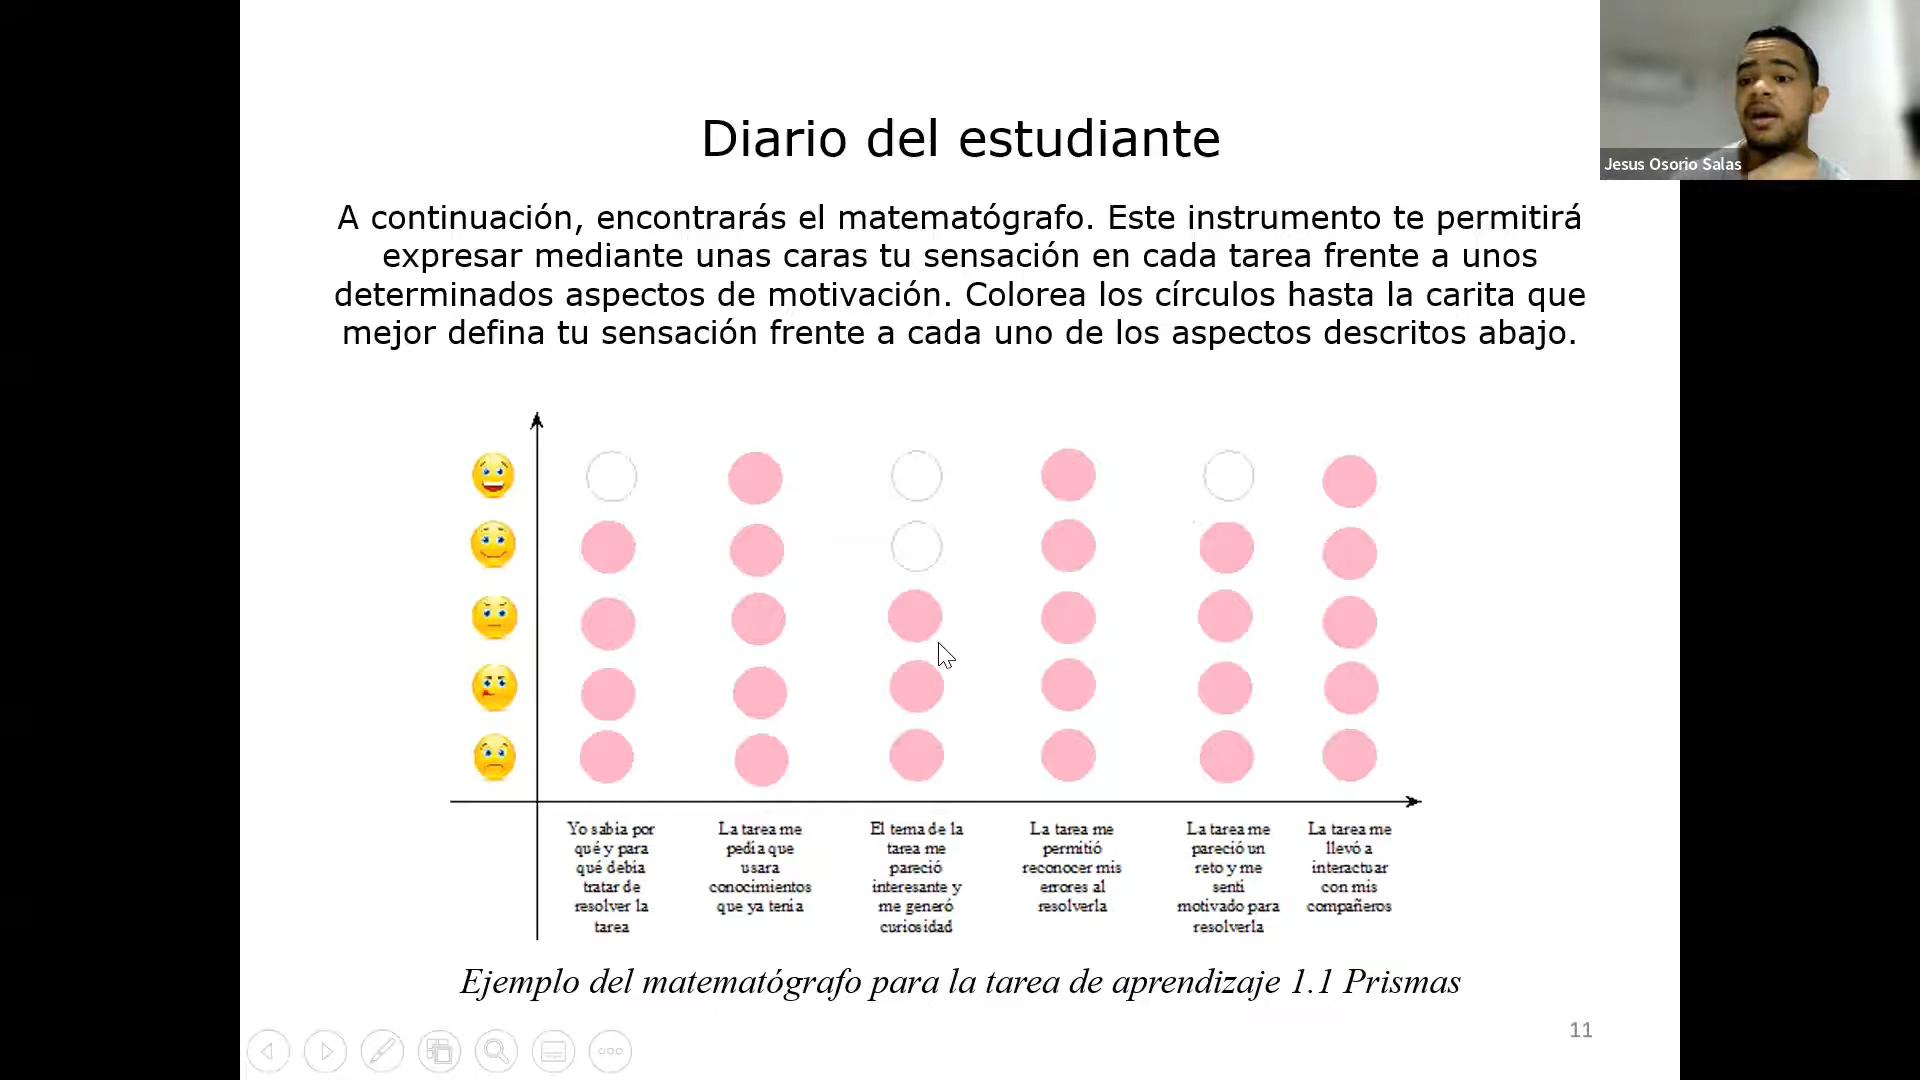 Diario del estudiante
Jesus Osorio Salas
A continuación, encontrarás el matematógrafo. Este instrumento te permitirá
expresar mediante unas caras tu sensación en cada tarea frente a unos
determinados aspectos de motivación. Colorea los círculos hasta la carita que
mejor defina tu sensación frente a cada uno de los aspectos descritos abajo.
Yo sabía por
qué y para
qué debía
tratar de
resolver la
tarea
La tarea me
pedía que
usara
conocimientos
que ya tenía
El tema de la
tarea me
pareció
interesante y
me generó
curiosidad
La tarea me
permitió
reconocer mis
errores al
resolverla
La tarea me
pareció un
reto y me
sentí
motivado para
resolverla
La tarea me
llevó a
interactuar
con mis
compañeros
Ejemplo del matematógrafo para la tarea de aprendizaje 1.1 Prismas
11